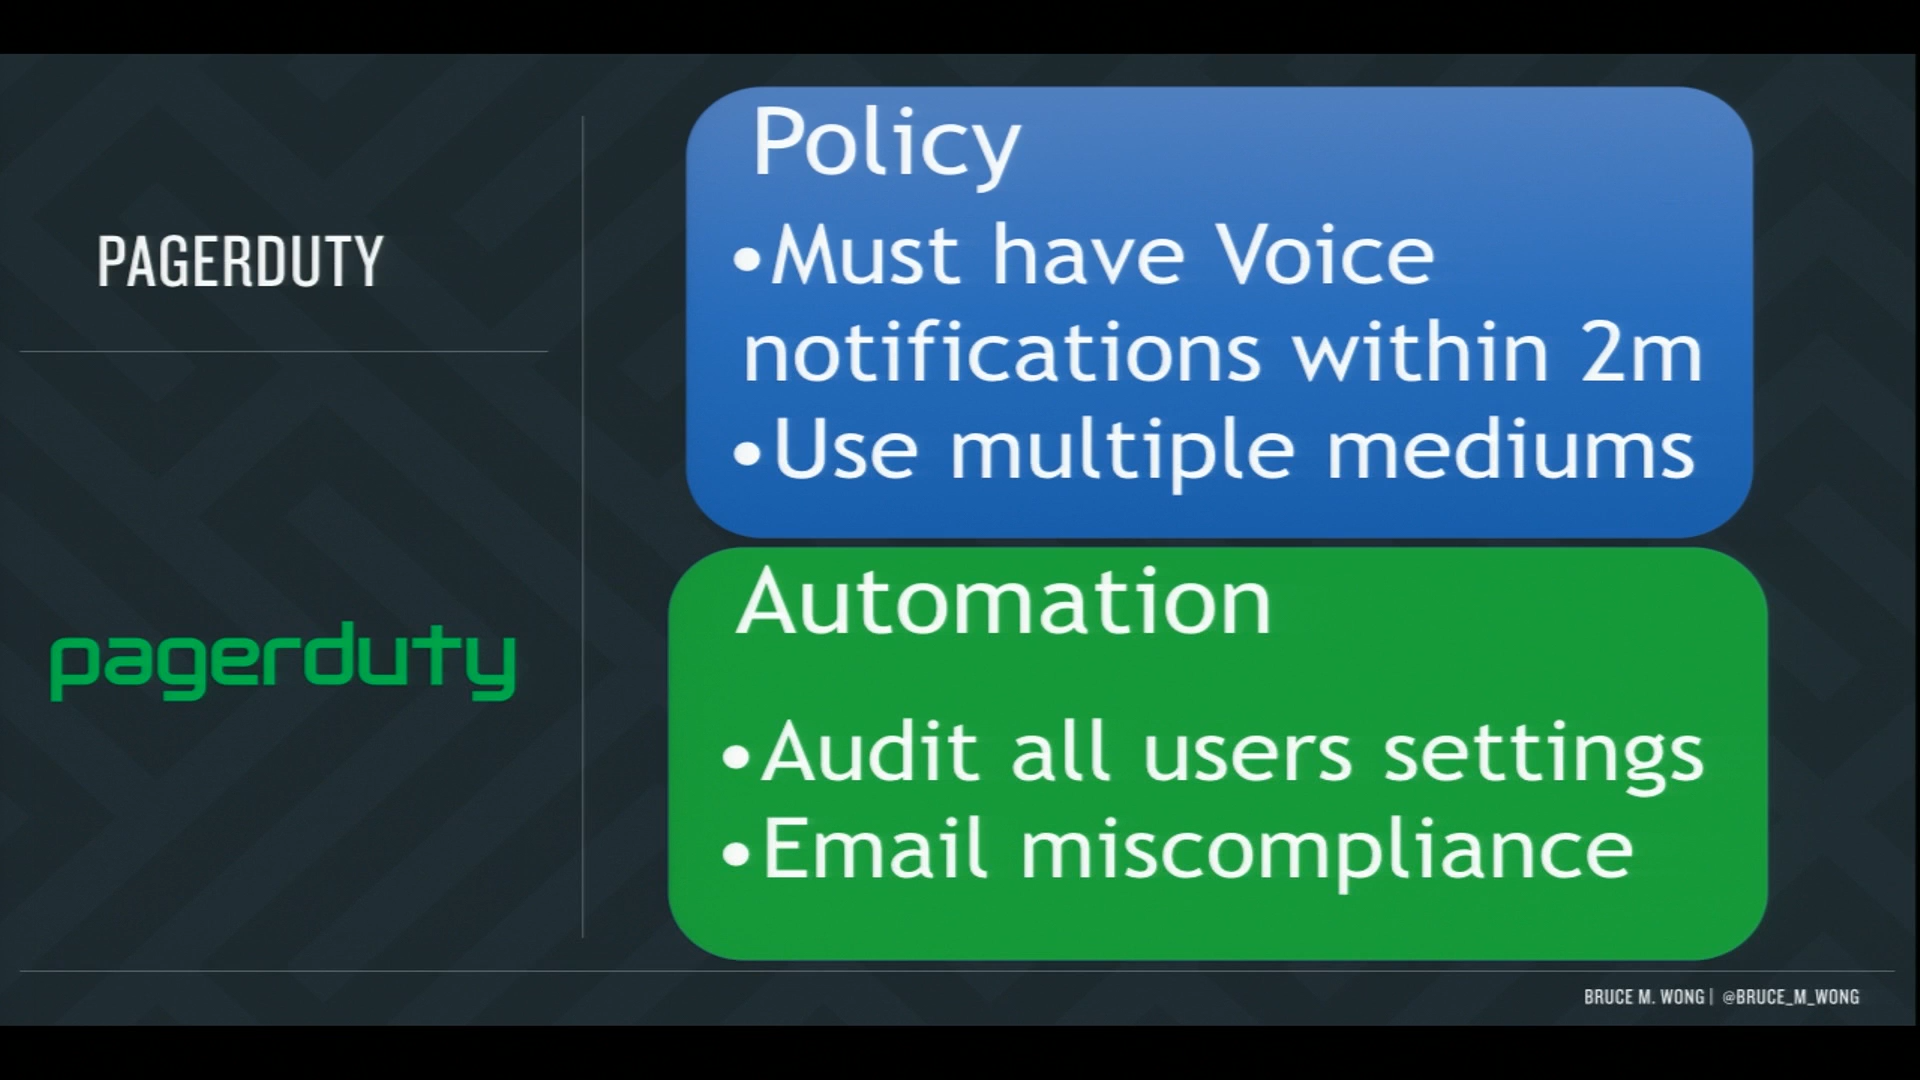 PAGERDUTY
pagerduty
Policy
•Must have Voice
notifications within 2m
•Use multiple mediums
Automation
•Audit all users settings
•Email miscompliance
BRUCE M. WONG | @BRUCE_M_WONG